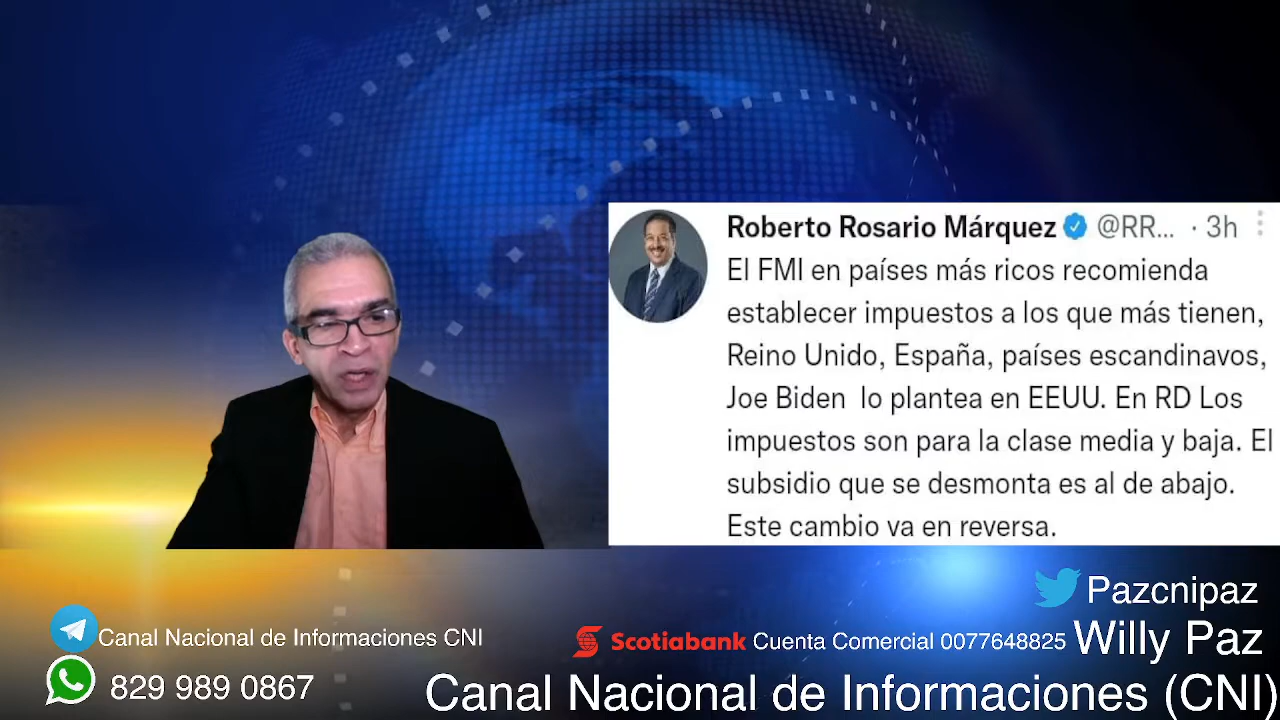 Roberto Rosario Márquez @RR... · 3h
El FMI en países más ricos recomienda
establecer impuestos a los que más tienen,
Reino Unido, España, países escandinavos,
Joe Biden lo plantea en EEUU. En RD Los
impuestos son para la clase media y baja. El
subsidio que se desmonta es al de abajo.
Este cambio va en reversa.
Pazcnipaz
Canal Nacional de Informaciones CNI
Scotiabank Cuenta Comercial 0077648825 Willy Paz
829 989 0867
Canal Nacional de Informaciones (CNI)